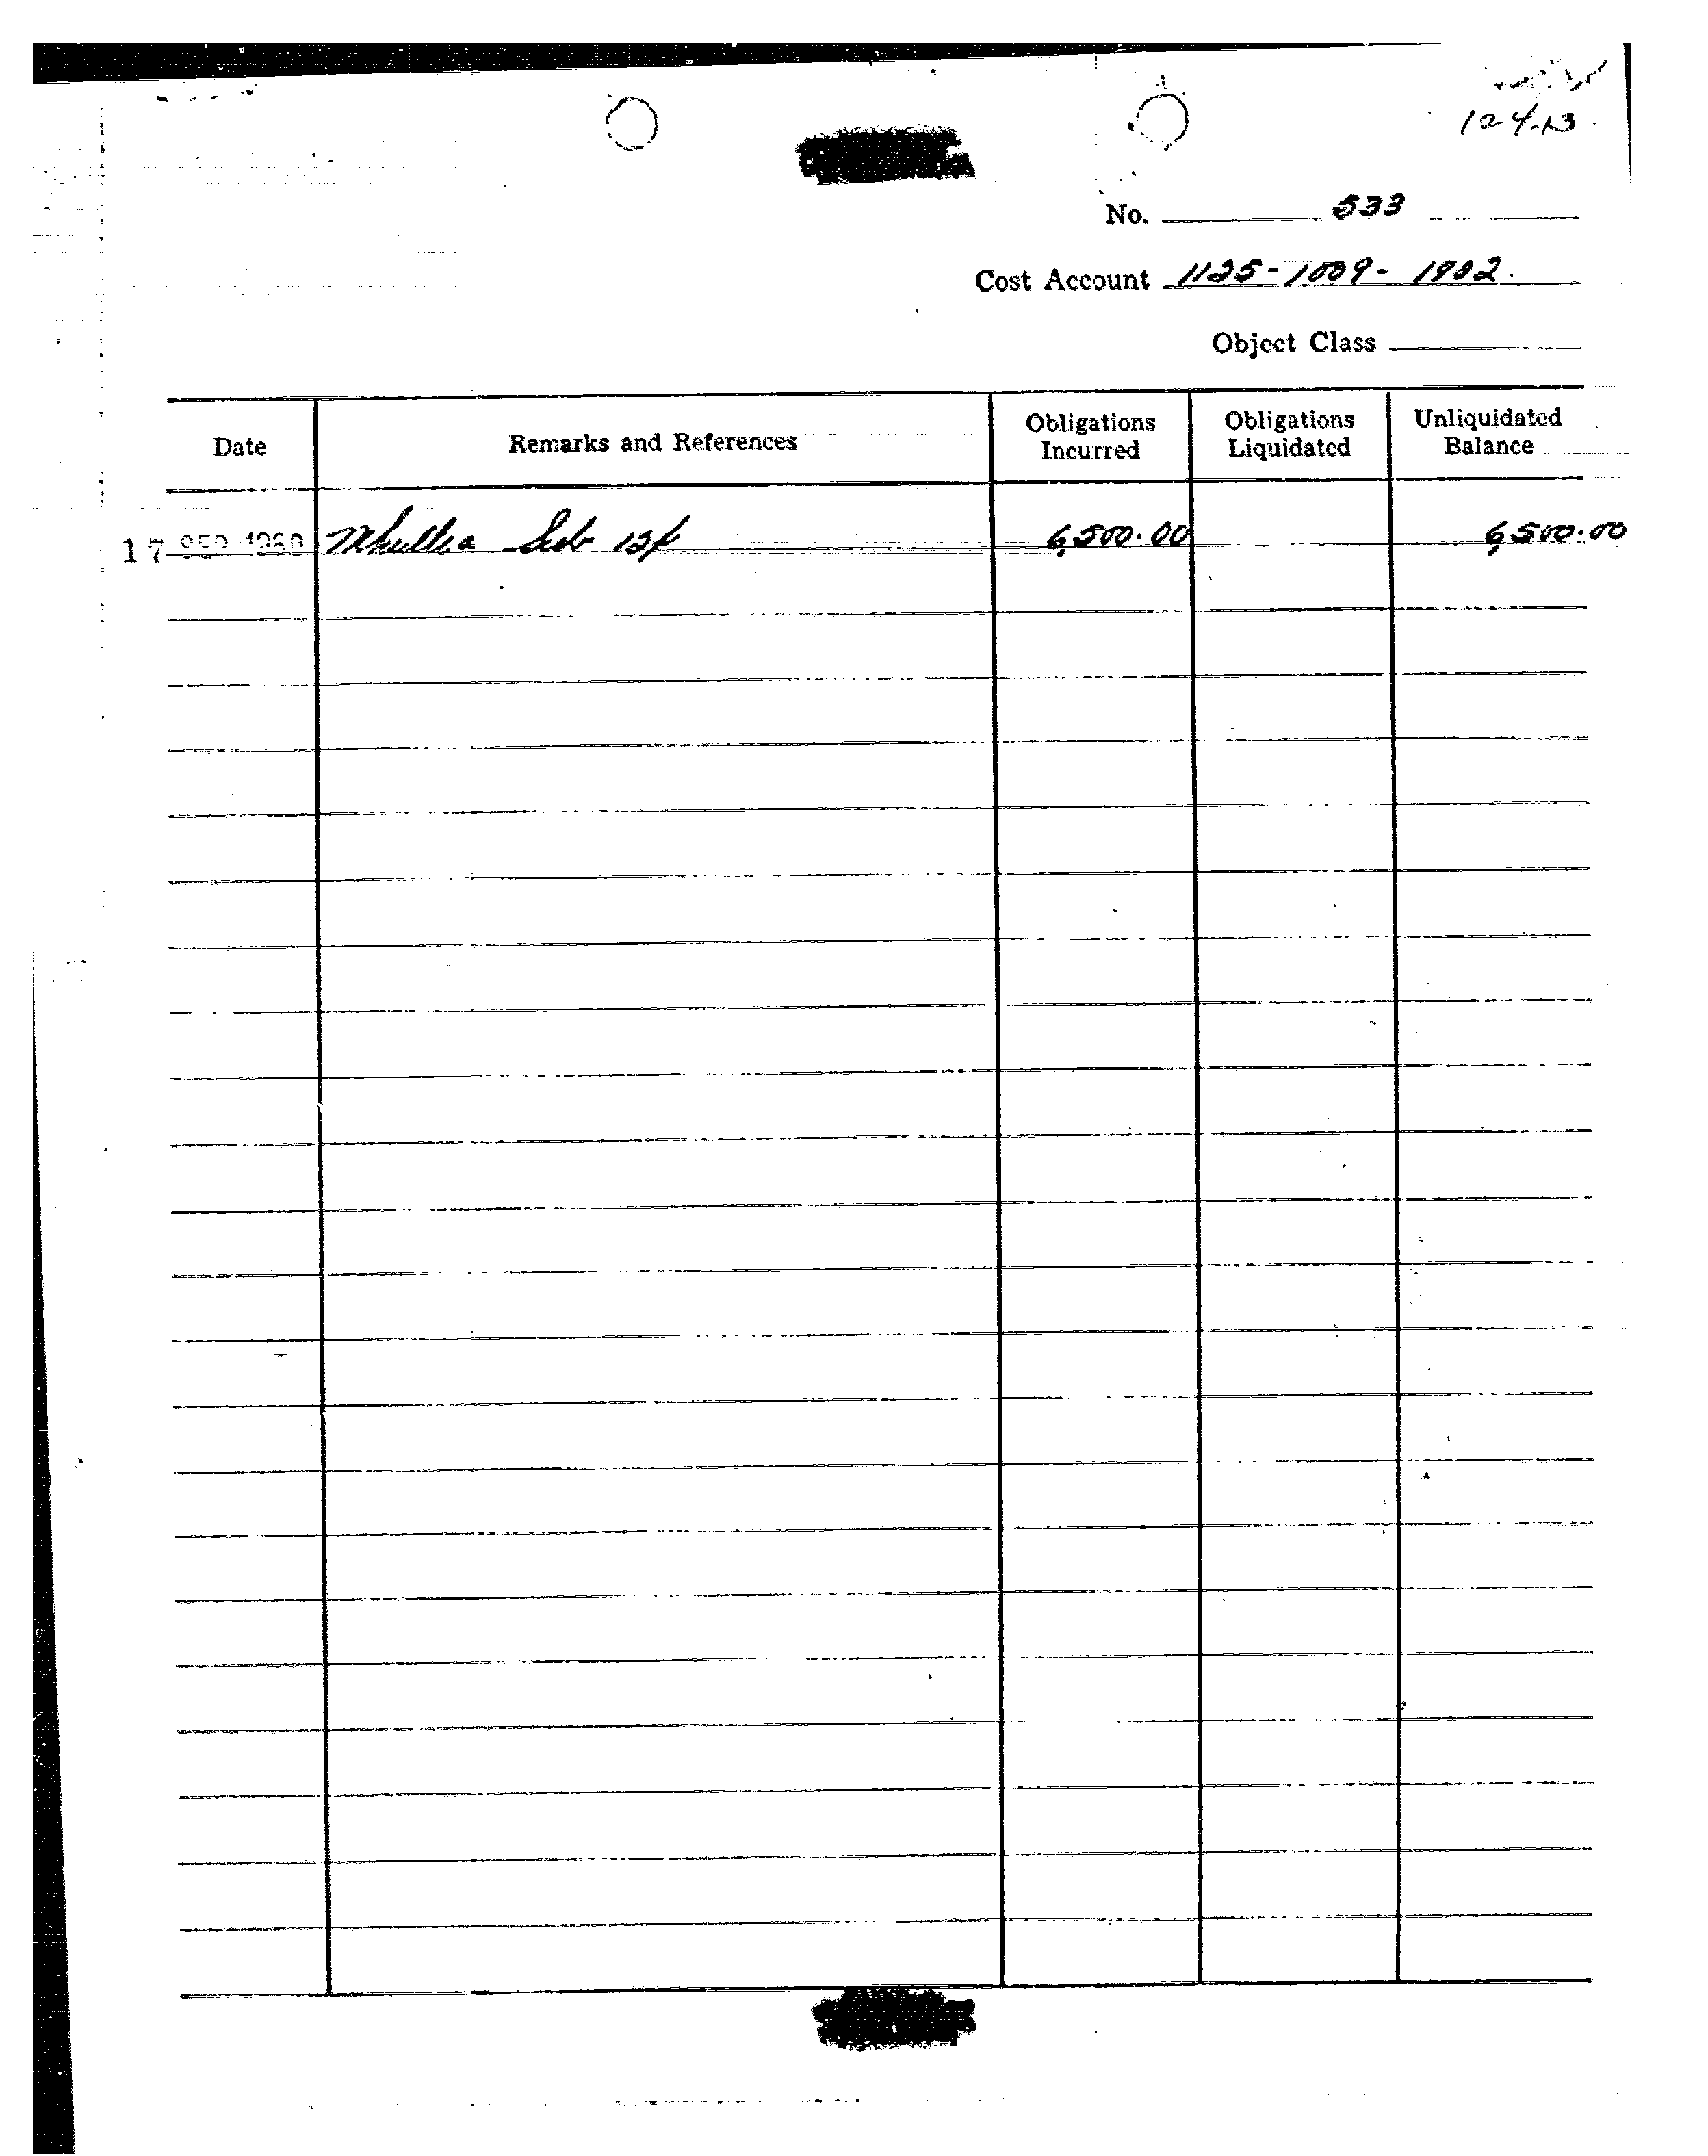 124-13
No. 533
Cost Account 1125-1009-1902
Object Class
Date Remarks and References Obligations Incurred Obligations Liquidated Unliquidated Balance
17 SEP 1960 Mkultra Sub 124 6,500.00 6,500.00